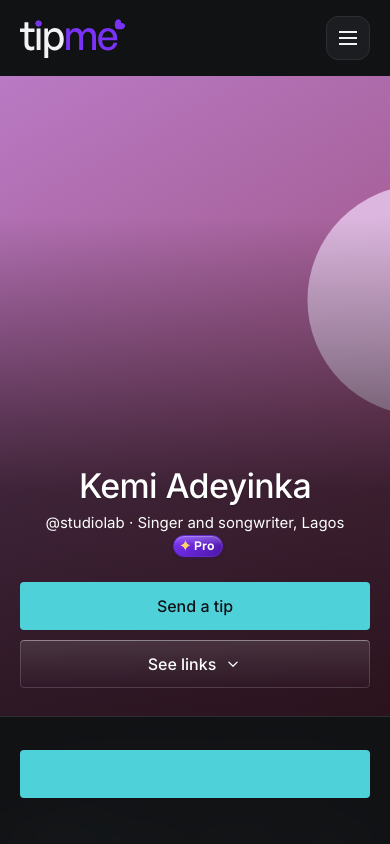 tipme
Kemi Adeyinka
@studiolab · Singer and songwriter, Lagos
Pro
Send a tip
See links